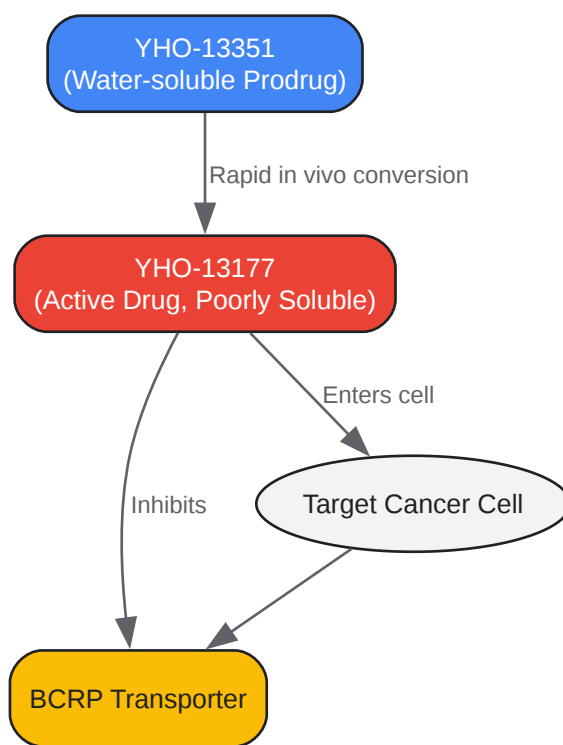 YHO-13351
(Water-soluble Prodrug)
Rapid in vivo conversion
YHO-13177
(Active Drug, Poorly Soluble)
Enters cell
Inhibits
Target Cancer Cell
BCRP Transporter